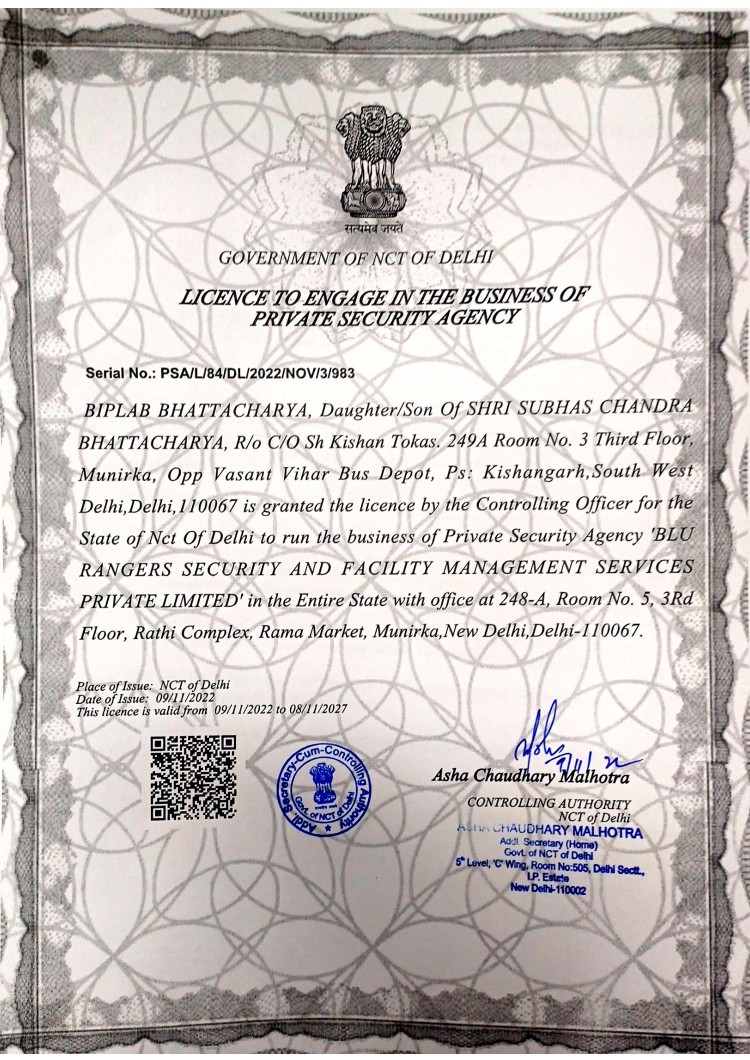 सत्यमेव जयते
GOVERNMENT OF NCT OF DELHI
LICENCE TO ENGAGE IN THE BUSINESS OF
PRIVATE SECURITY AGENCY
Serial No.: PSA/L/84/DL/2022/NOV/3/983
BIPLAB BHATTACHARYA, Daughter/Son Of SHRI SUBHAS CHANDRA
BHATTACHARYA, R/o C/O Sh Kishan Tokas. 249A Room No. 3 Third Floor,
Munirka, Opp Vasant Vihar Bus Depot, Ps: Kishangarh,South West
Delhi,Delhi,110067 is granted the licence by the Controlling Officer for the
State of Nct Of Delhi to run the business of Private Security Agency 'BLU
RANGERS SECURITY AND FACILITY MANAGEMENT SERVICES
PRIVATE LIMITED' in the Entire State with office at 248-A, Room No. 5, 3Rd
Floor, Rathi Complex, Rama Market, Munirka,New Delhi,Delhi-110067.
Place of Issue: NCT of Delhi
Date of Issue: 09/11/2022
This licence is valid from 09/11/2022 to 08/11/2027
Addl. Secretary-Cum-Controlling Authority
Govt. of NCT of Delhi
Asha Chaudhary Malhotra
CONTROLLING AUTHORITY
NCT of Delhi
ASHA CHAUDHARY MALHOTRA
Addl. Secretary (Home)
Govt. of NCT of Delhi
5th Level, 'C' Wing, Room No:505, Delhi Sectt.,
I.P. Estate
New Delhi-110002